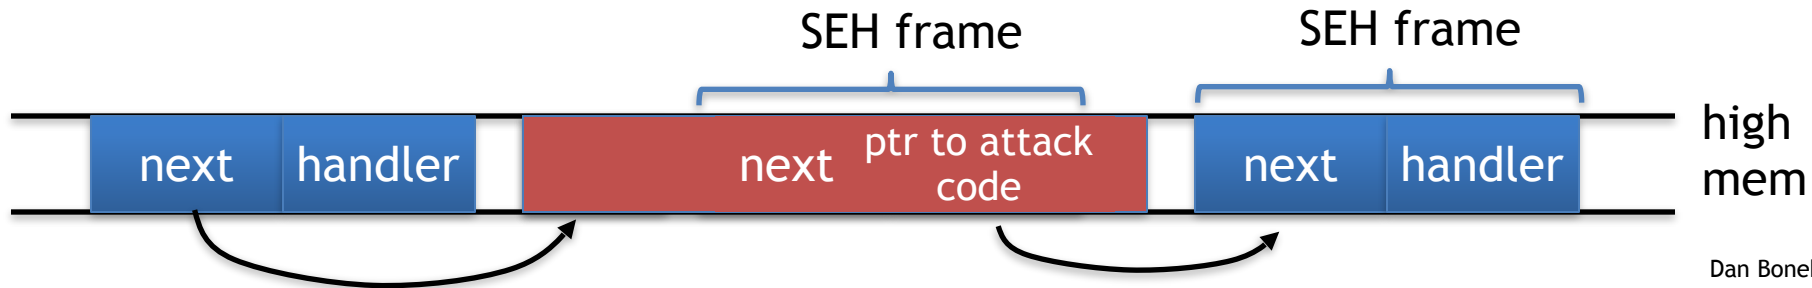 SEH frame
SEH frame
next
handler
next
ptr to attack
code
next
handler
high
mem
Dan Bonel